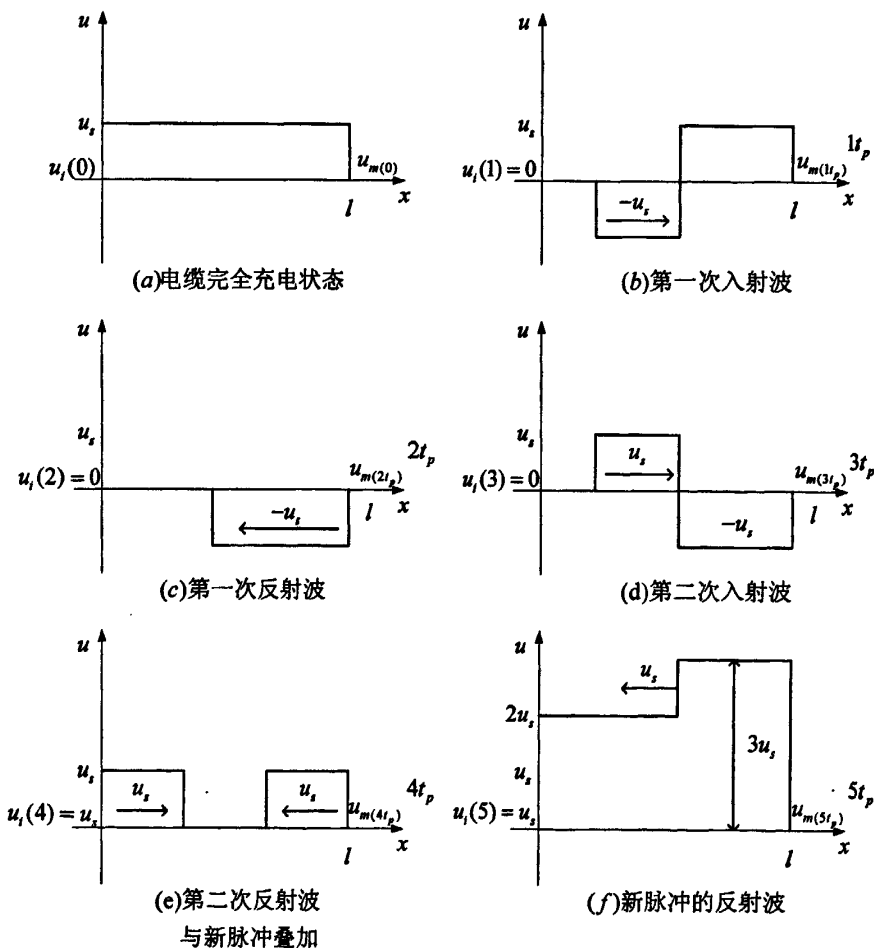 u
u_s
u_i(0)
u_m(0)
l
x
(a)电缆完全充电状态
u
u_s
u_i(1)=0
-u_s
u_m(1t_p)
1t_p
l
x
(b)第一次入射波
u
u_s
u_i(2)=0
-u_s
u_m(2t_p)
2t_p
l
x
(c)第一次反射波
u
u_s
u_i(3)=0
u_s
-u_s
u_m(3t_p)
3t_p
l
x
(d)第二次入射波
u
u_s
u_i(4)=u_s
u_s
u_s
u_m(4t_p)
4t_p
l
x
(e)第二次反射波
与新脉冲叠加
u
u_s
2u_s
3u_s
u_s
u_i(5)=u_s
u_m(5t_p)
5t_p
l
x
(f)新脉冲的反射波